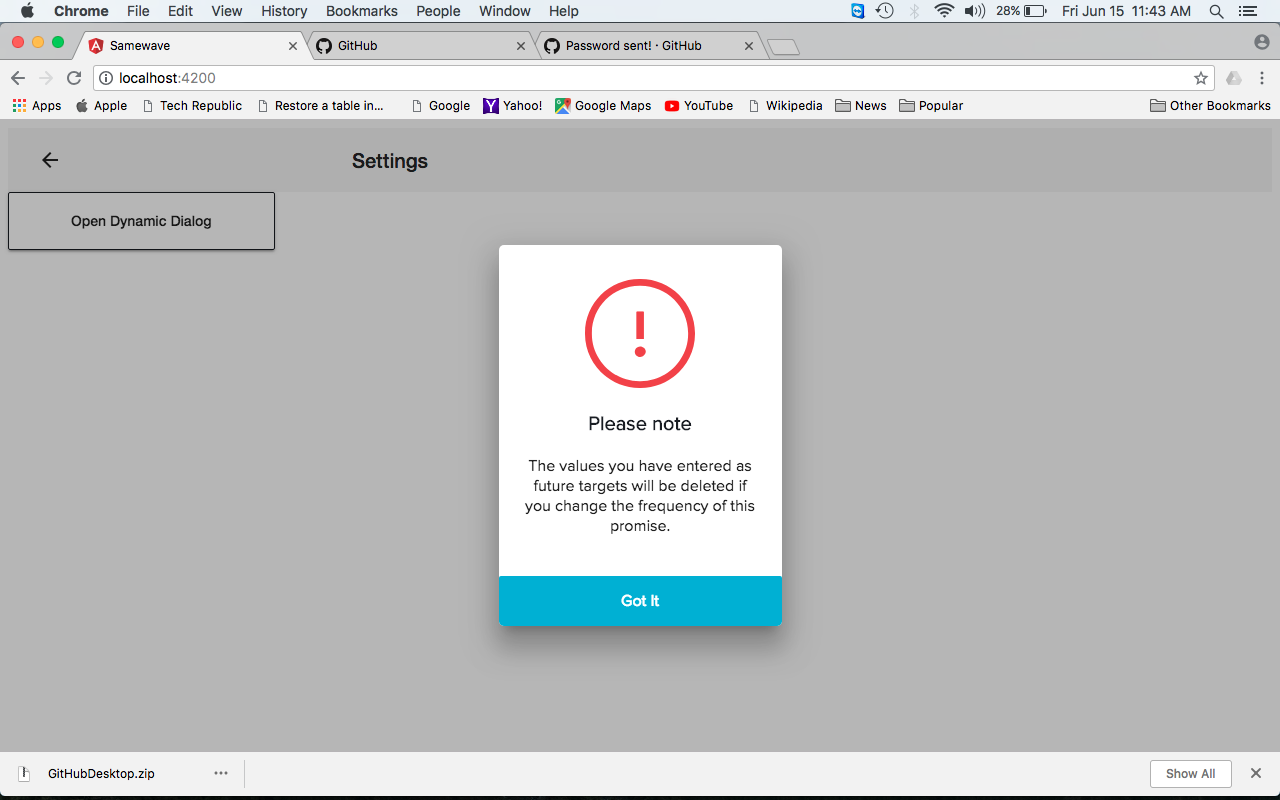 Chrome File Edit View History Bookmarks People Window Help 28% Fri Jun 15 11:43 AM
Samewave GitHub Password sent! · GitHub
localhost:4200
Apps Apple Tech Republic Restore a table in... Google Yahoo! Google Maps YouTube Wikipedia News Popular Other Bookmarks
Settings
Open Dynamic Dialog
Please note
The values you have entered as
future targets will be deleted if
you change the frequency of this
promise.
Got It
GitHubDesktop.zip Show All